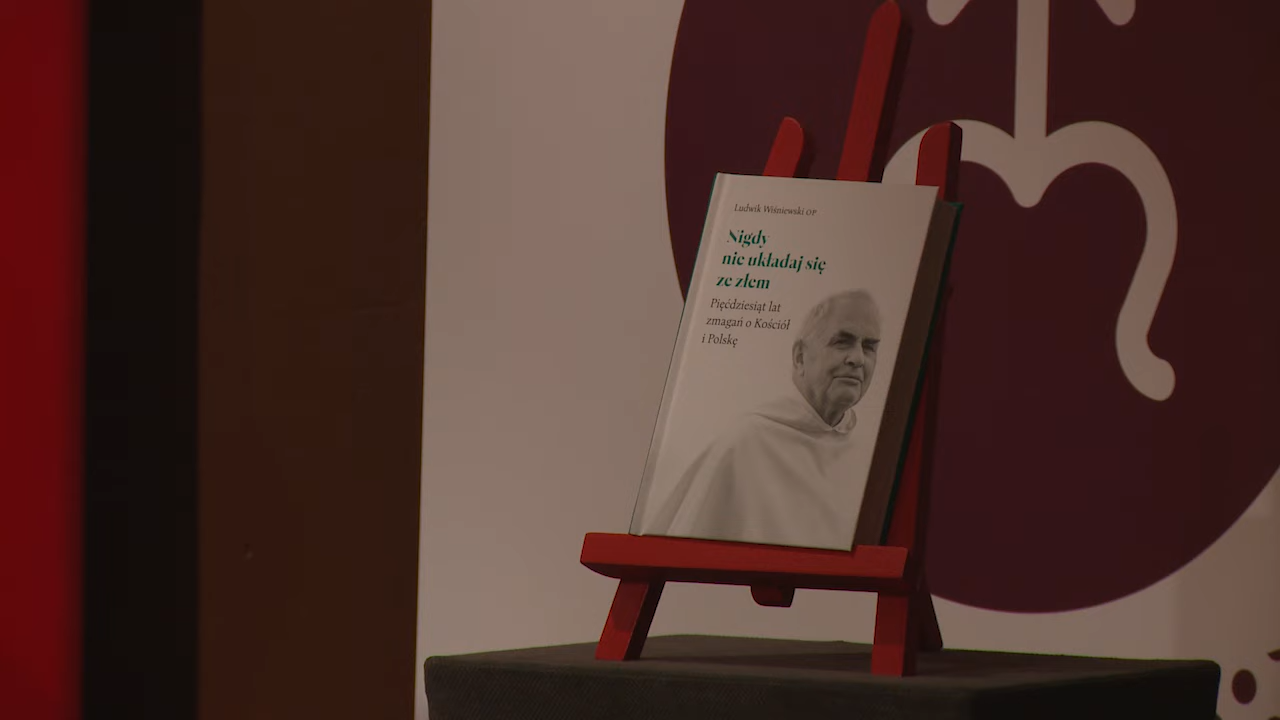 Ludwik Wiśniewski OP
Nigdy
nie układaj się
ze złem
Pięćdziesiąt lat
zmagań o Kościół
i Polskę